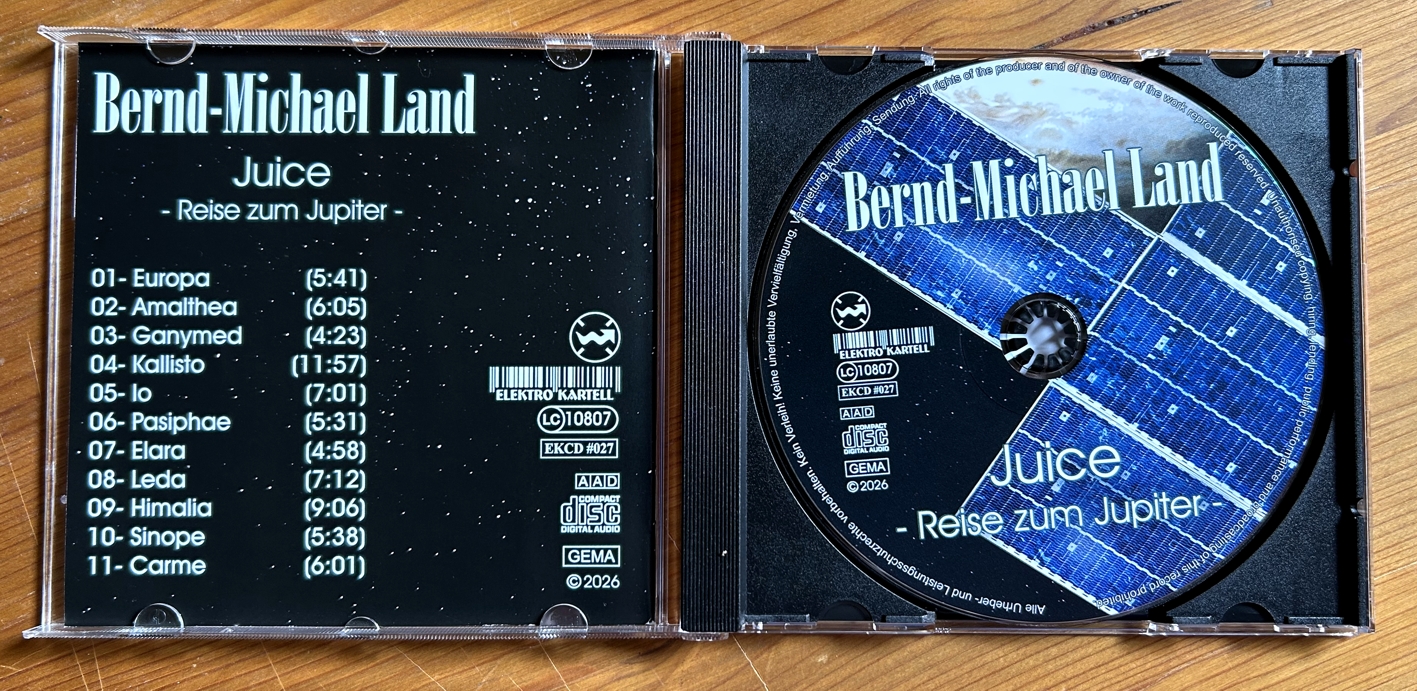 Bernd-Michael Land
Juice
- Reise zum Jupiter -
01- Europa (5:41)
02- Amalthea (6:05)
03- Ganymed (4:23)
04- Kallisto (11:57)
05- Io (7:01)
06- Pasiphae (5:31)
07- Elara (4:58)
08- Leda (7:12)
09- Himalia (9:06)
10- Sinope (5:38)
11- Carme (6:01)
ELEKTRO KARTELL
LC 10807
EKCD #027
AAD
COMPACT
disc
DIGITAL AUDIO
GEMA
©2026
Alle Urheber- und Leistungsschutzrechte vorbehalten. Kein Verleih! Keine unerlaubte Vervielfältigung, Vermietung, Aufführung, Sendung- All rights of the producer and of the owner of the work reproduced reserved. Unauthorised copying, hiring, lending, public performance and broadcasting of this record prohibited.
Bernd-Michael Land
ELEKTRO KARTELL
LC 10807
EKCD #027
AAD
COMPACT
disc
DIGITAL AUDIO
GEMA
©2026
Juice
- Reise zum Jupiter -